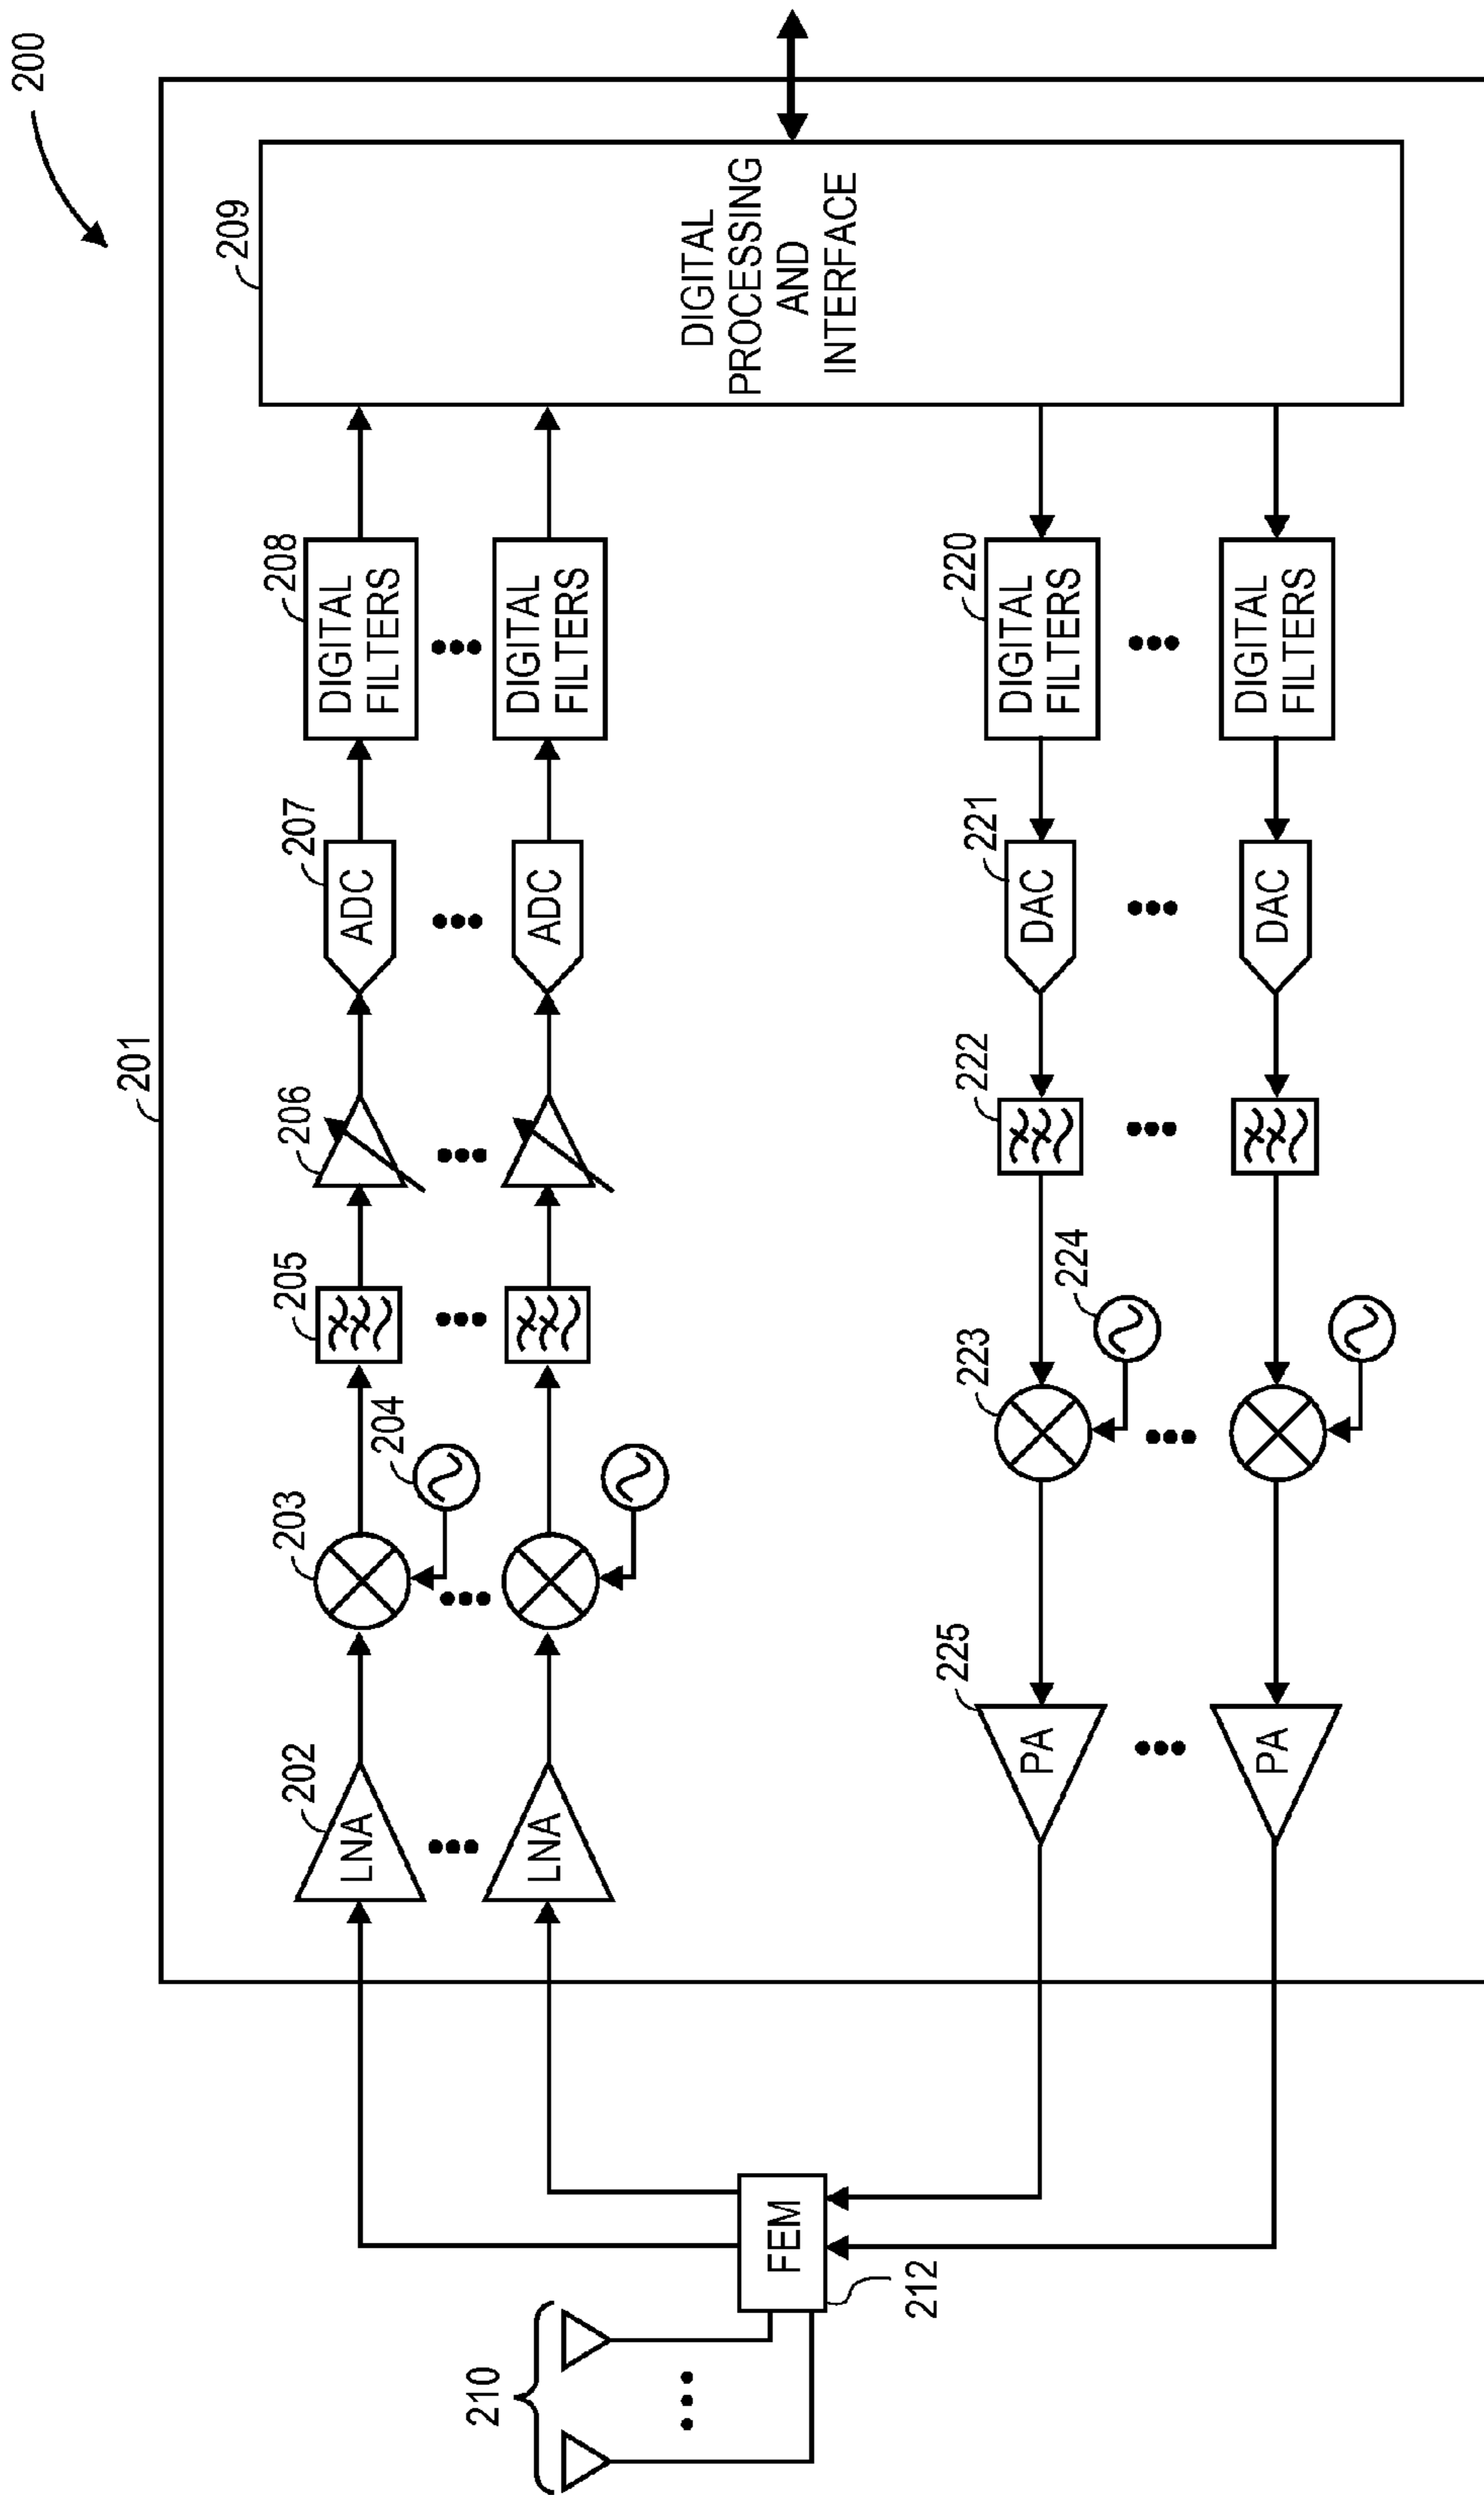 200
201
209
DIGITAL
PROCESSING
AND
INTERFACE
210
FEM
212
202
LNA
203
204
205
206
207
ADC
208
DIGITAL
FILTERS
LNA
ADC
DIGITAL
FILTERS
225
PA
223
224
222
221
DAC
220
DIGITAL
FILTERS
PA
DAC
DIGITAL
FILTERS